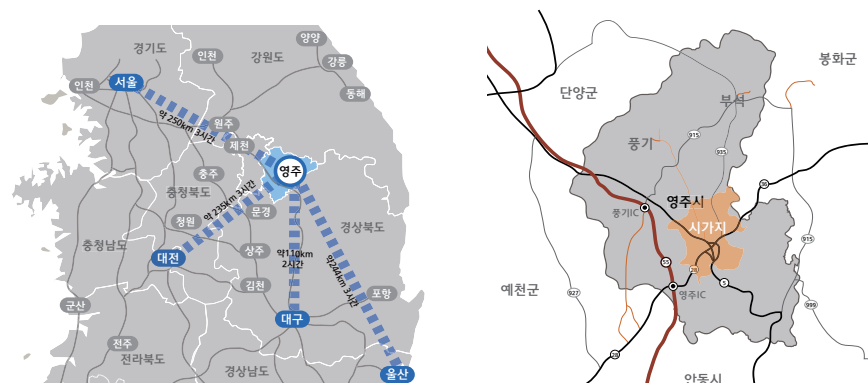 경기도
인천
강원도
양양
강릉
동해
인천
서울
원주
약 250km 3시간
제천
영주
충주
충청북도
약 235km 3시간
문경
경상북도
청원
충청남도
대전
상주
약110km
2시간
약244km 3시간
김천
포항
군산
대구
전주
전라북도
경상남도
울산
봉화군
단양군
부석
915
풍기
935
36
영주시
풍기IC
시가지
915
55
28
5
예천군
영주IC
927
999
28
안동시